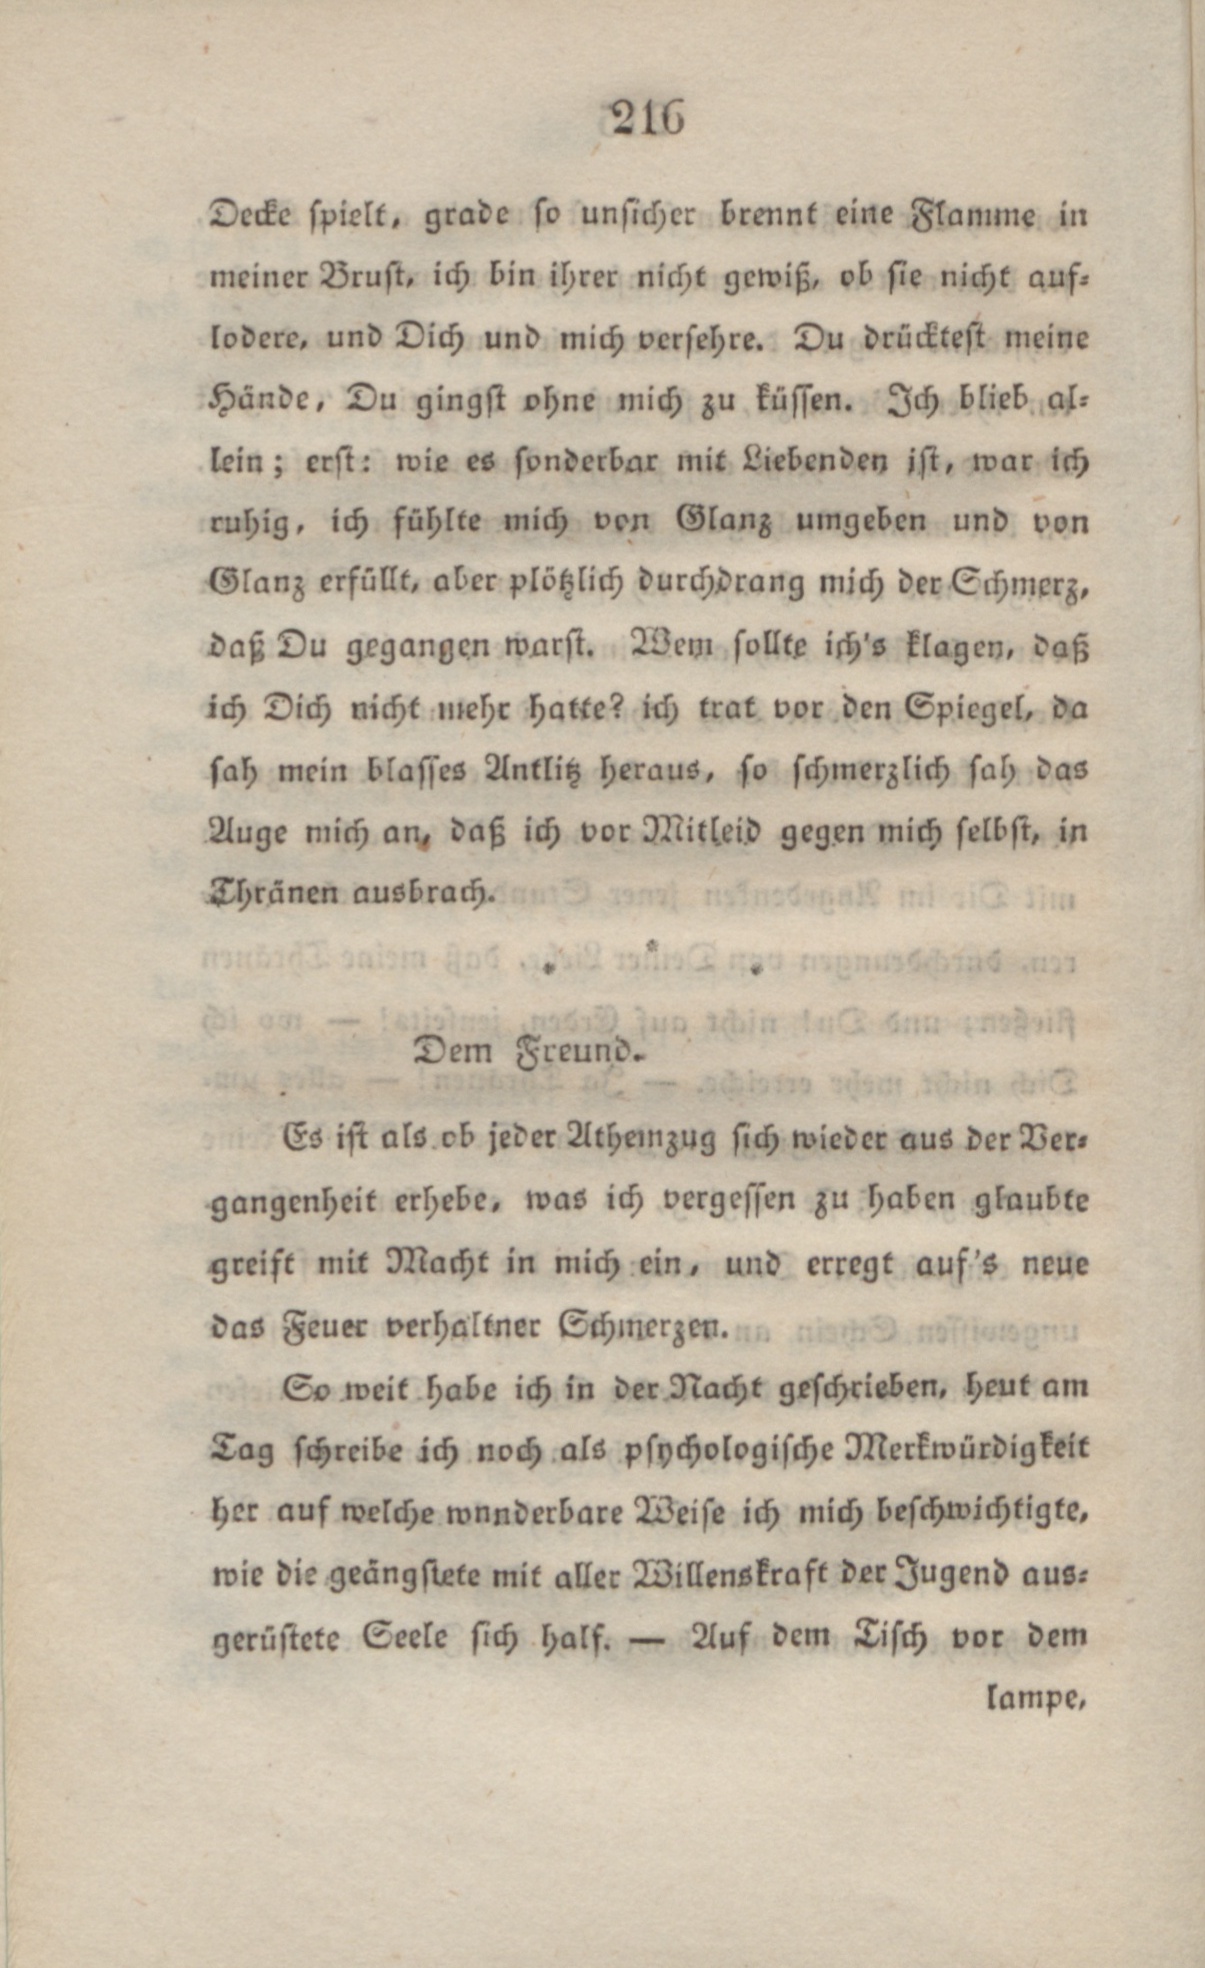 216
Decke spielt, grade so unsicher brennt eine Flamme in
meiner Brust, ich bin ihrer nicht gewiß, ob sie nicht auf-
lodere, und Dich und mich versehre. Du drücktest meine
Hände, Du gingst ohne mich zu küssen. Ich blieb al-
lein; erst: wie es sonderbar mit Liebenden ist, war ich
ruhig, ich fühlte mich von Glanz umgeben und von
Glanz erfüllt, aber plötzlich durchdrang mich der Schmerz,
daß Du gegangen warst. Wem sollte ich's klagen, daß
ich Dich nicht mehr hatte? ich trat vor den Spiegel, da
sah mein blasses Antlitz heraus, so schmerzlich sah das
Auge mich an, daß ich vor Mitleid gegen mich selbst, in
Thränen ausbrach.
* * *
Dem Freund.
Es ist als ob jeder Athemzug sich wieder aus der Ver-
gangenheit erhebe, was ich vergessen zu haben glaubte
greift mit Macht in mich ein, und erregt auf's neue
das Feuer verhaltner Schmerzen.
So weit habe ich in der Nacht geschrieben, heut am
Tag schreibe ich noch als psychologische Merkwürdigkeit
her auf welche wnnderbare Weise ich mich beschwichtigte,
wie die geängstete mit aller Willenskraft der Jugend aus-
gerüstete Seele sich half. — Auf dem Tisch vor dem
lampe,